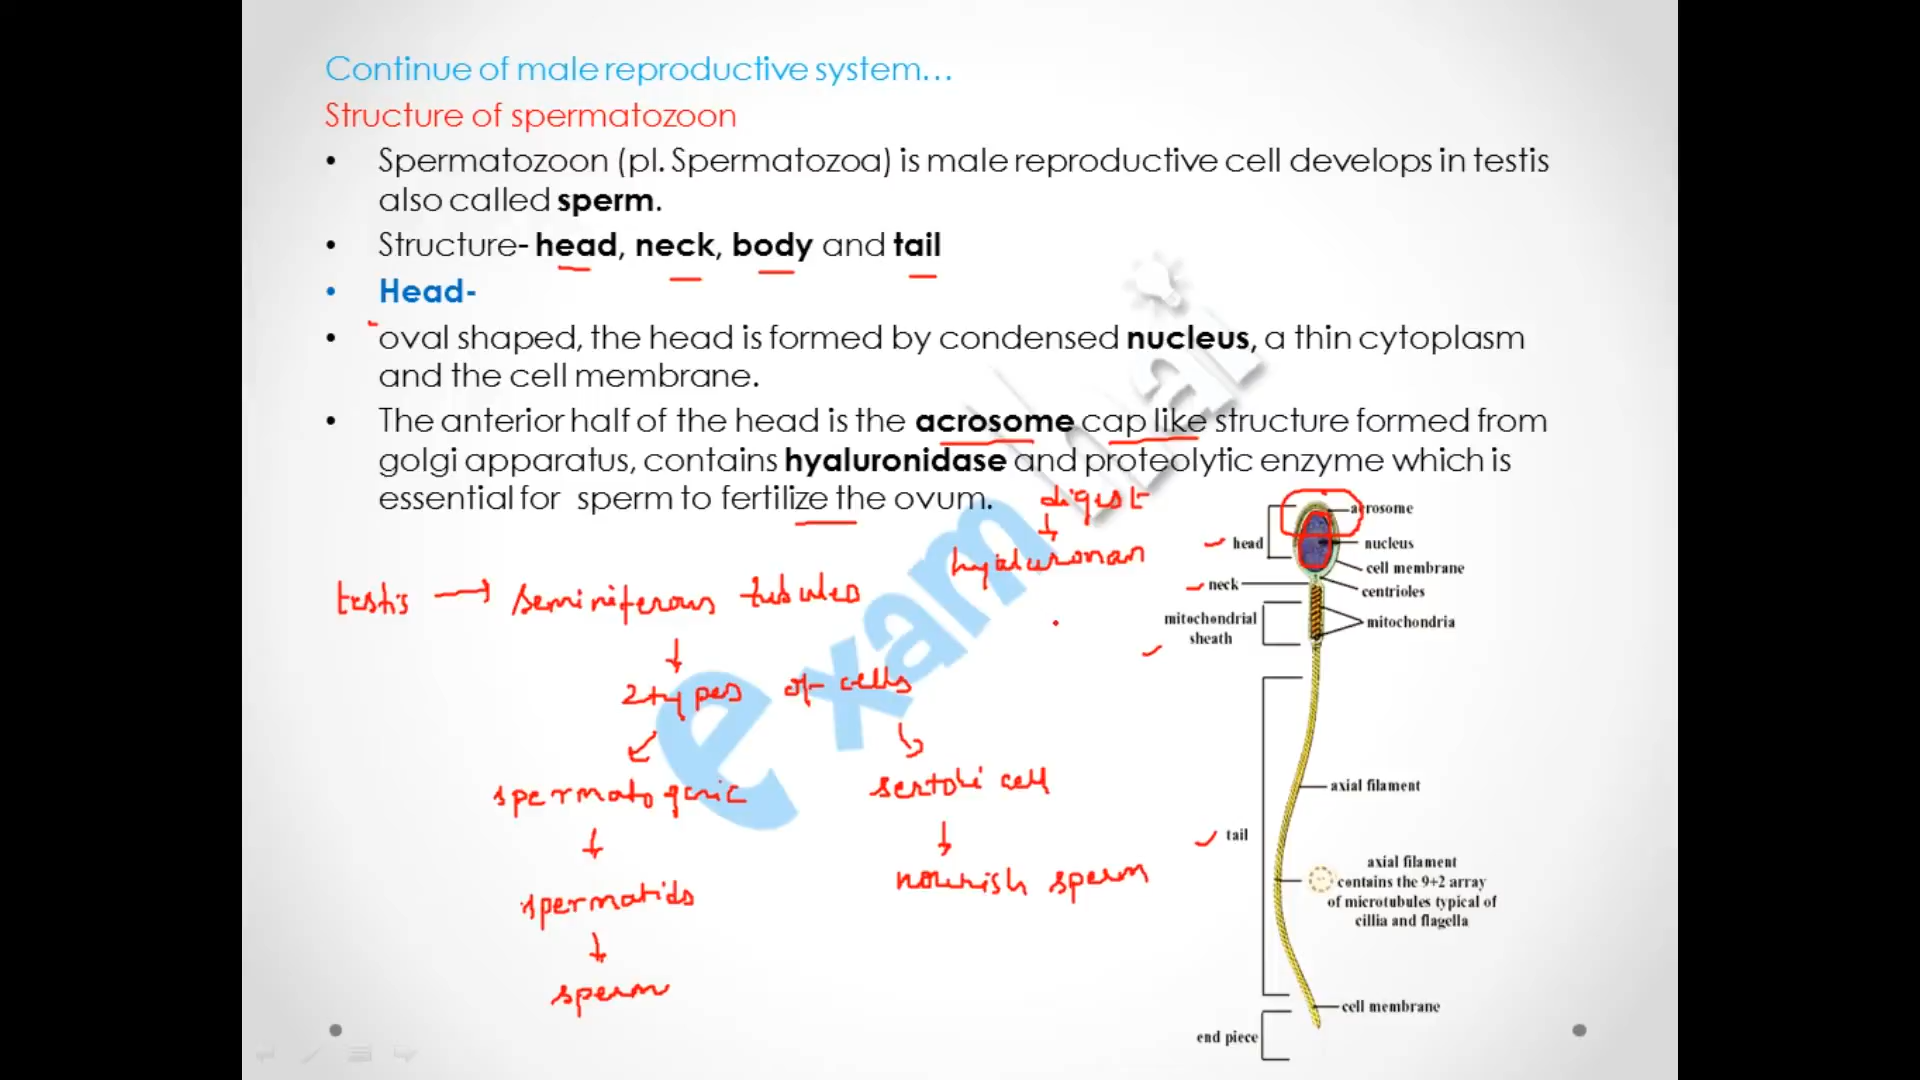 Continue of male reproductive system...
Structure of spermatozoon
• Spermatozoon (pl. Spermatozoa) is male reproductive cell develops in testis
also called sperm.
• Structure- head, neck, body and tail
• Head-
• oval shaped, the head is formed by condensed nucleus, a thin cytoplasm
and the cell membrane.
• The anterior half of the head is the acrosome cap like structure formed from
golgi apparatus, contains hyaluronidase and proteolytic enzyme which is
essential for sperm to fertilize the ovum.
digest
↓
hyaluronan
testis → seminiferous tubules
↓
2 types of cells
spermatogenic
↓
spermatids
↓
sperm
sertoli cell
↓
nourish sperm
acrosome
head
nucleus
cell membrane
neck
centrioles
mitochondrial
sheath
mitochondria
axial filament
tail
axial filament
contains the 9+2 array
of microtubules typical of
cillia and flagella
cell membrane
end piece
examhal